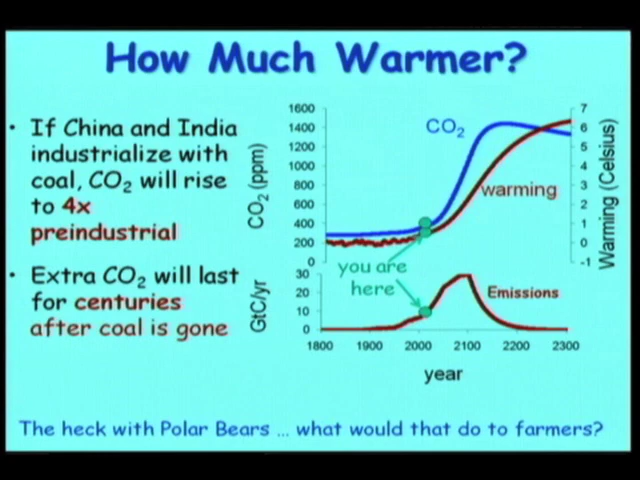 How Much Warmer?
• If China and India
industrialize with
coal, CO2 will rise
to 4x
preindustrial
• Extra CO2 will last
for centuries
after coal is gone
CO2 (ppm)
1600
1400
1200
1000
800
600
400
200
0
CO2
warming
7
6
5
4
3
2
1
0
-1
Warming (Celsius)
you are
here
GtC/yr
30
20
10
0
Emissions
1800 1900 2000 2100 2200 2300
year
The heck with Polar Bears ... what would that do to farmers?